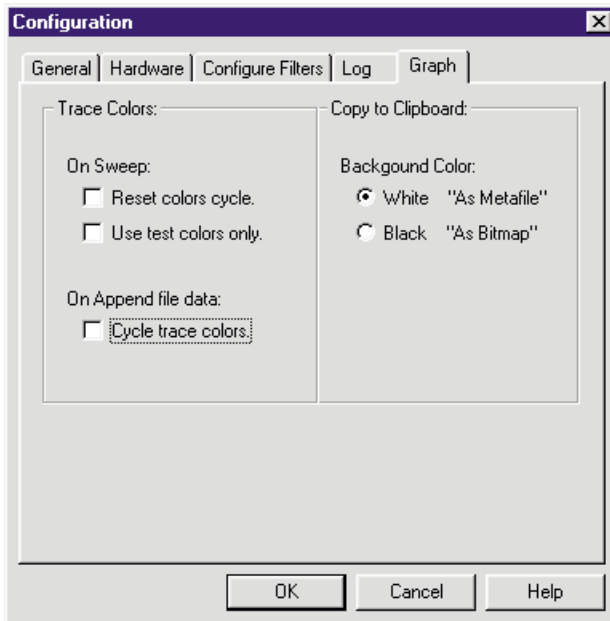 Configuration
General Hardware Configure Filters Log Graph
Trace Colors:
On Sweep:
Reset colors cycle.
Use test colors only.
On Append file data:
Cycle trace colors.
Copy to Clipboard:
Backgound Color:
White "As Metafile"
Black "As Bitmap"
OK Cancel Help